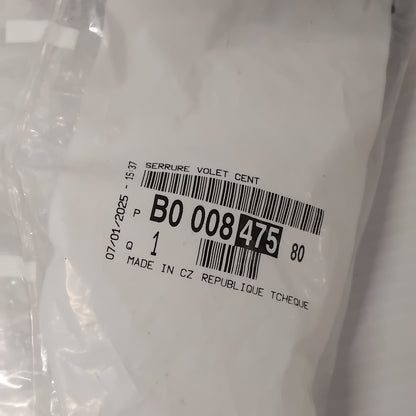 SERRURE VOLET CENT
P B0 008 475 80
Q 1
MADE IN CZ REPUBLIQUE TCHEQUE
07/01/2025 - 15:37